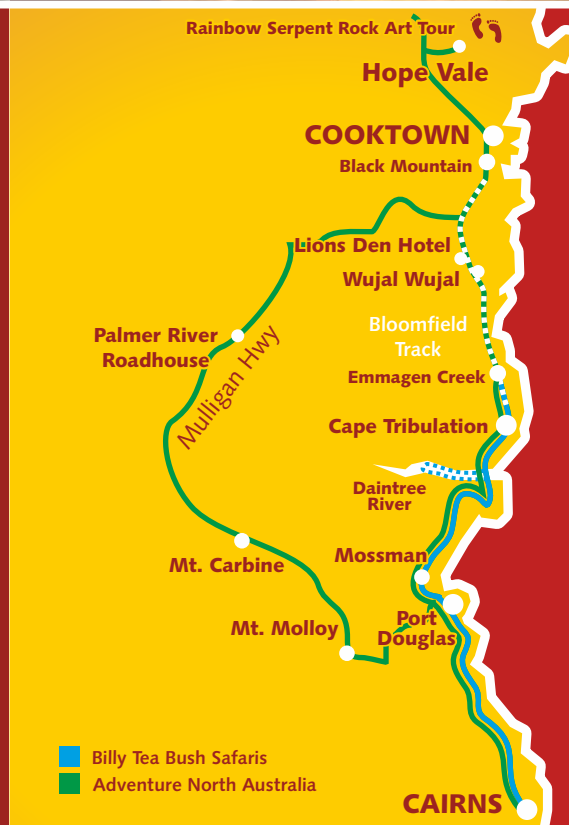 Rainbow Serpent Rock Art Tour
Hope Vale
COOKTOWN
Black Mountain
Lions Den Hotel
Wujal Wujal
Bloomfield
Track
Palmer River
Roadhouse
Mulligan Hwy
Emmagen Creek
Cape Tribulation
Daintree
River
Mossman
Mt. Carbine
Port
Douglas
Mt. Molloy
Billy Tea Bush Safaris
Adventure North Australia
CAIRNS